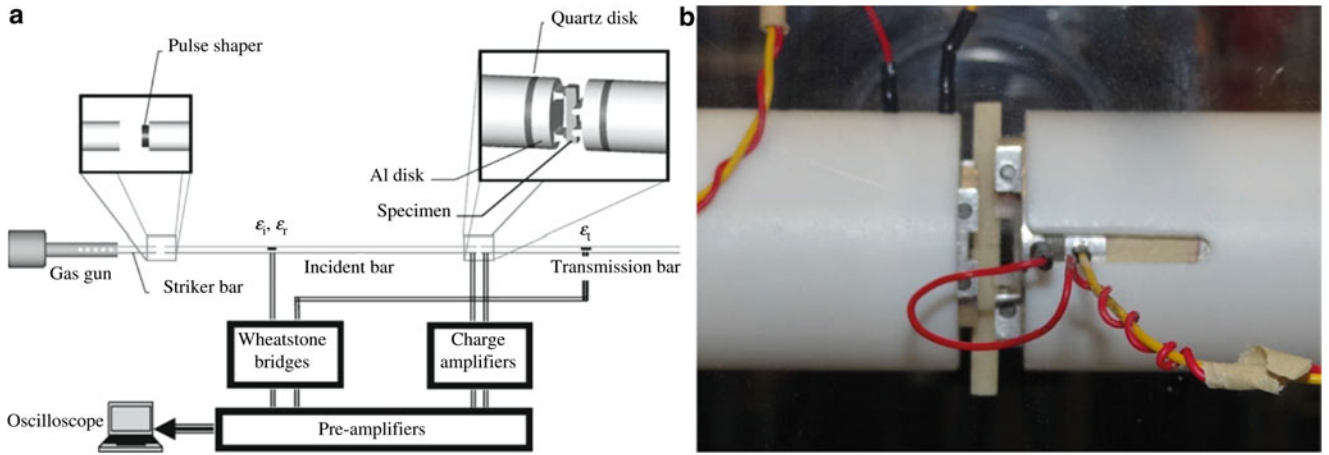 a
Quartz disk
Pulse shaper
Al disk
Specimen
εi, εr
εt
Gas gun
Striker bar
Incident bar
Transmission bar
Wheatstone
bridges
Charge
amplifiers
Oscilloscope
Pre-amplifiers
b